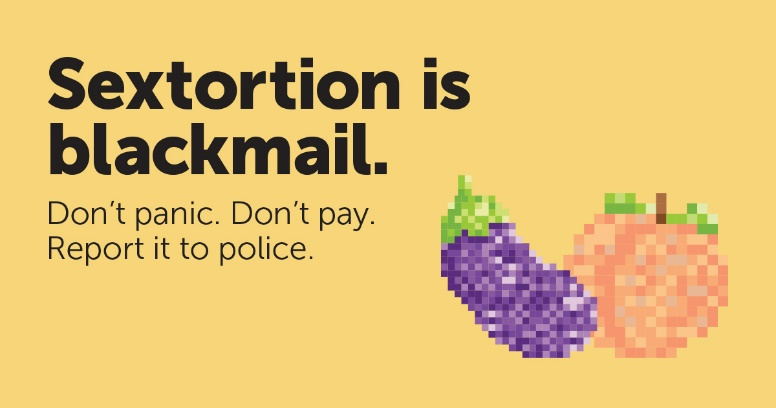 Sextortion is
blackmail.
Don’t panic. Don’t pay.
Report it to police.